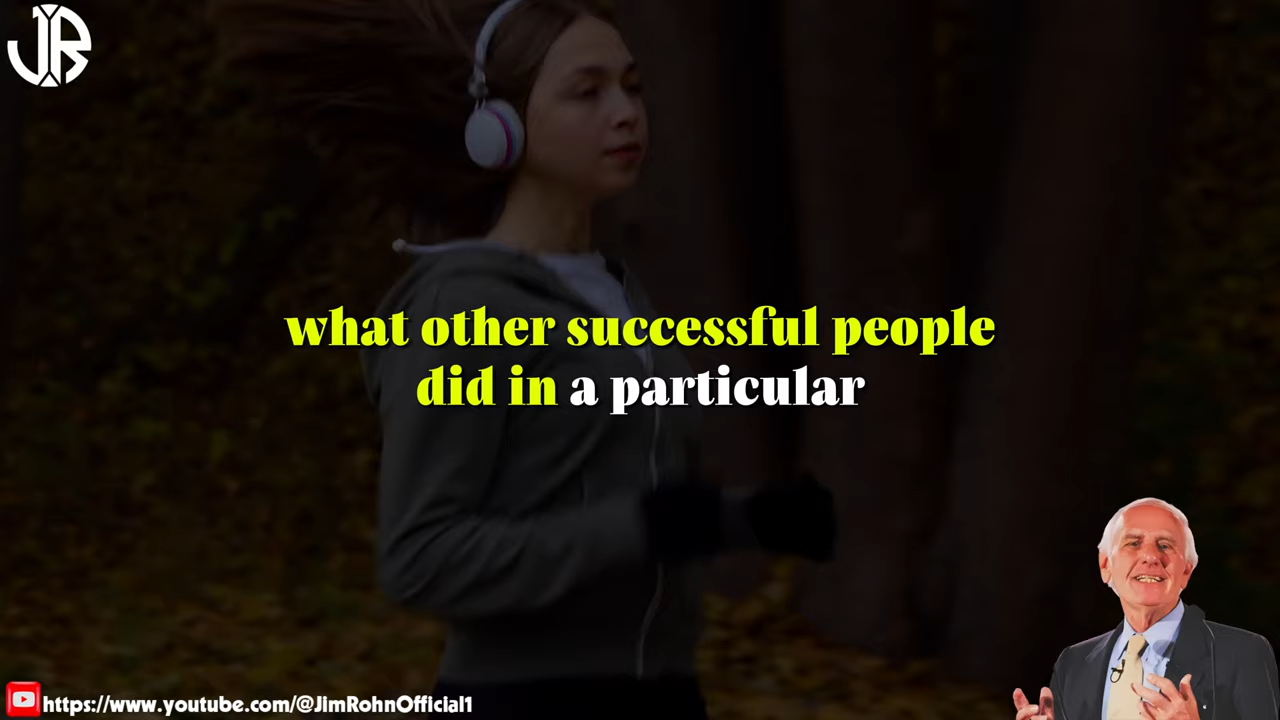 JR
what other successful people
did in a particular
https://www.youtube.com/@JimRohnOfficial1